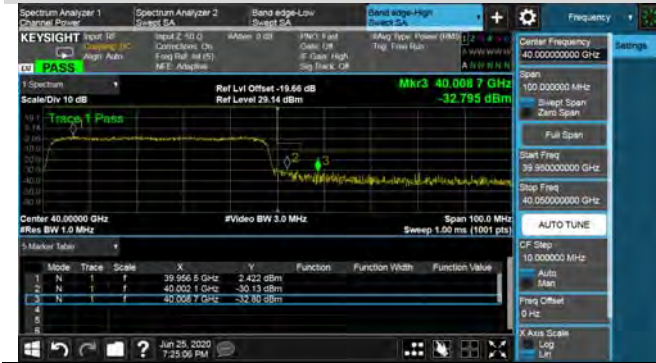 Spectrum Analyzer 1
Channel Power
Spectrum Analyzer 2
Swept SA
Band edge-Low
Swept SA
Band edge-High
Swept SA
Frequency
KEYSIGHT
Input: RF
Coupling: DC
Align: Auto
Input Z: 50 Ω
Corrections: On
Freq Ref: Int (S)
NFE: Adaptive
#Atten: 0 dB
PNO: Fast
Gate: Off
IF Gain: High
Sig Track: Off
#Avg Type: Power (RMS)
Trig: Free Run
PASS
1 Spectrum
Scale/Div 10 dB
Ref Lvl Offset -19.66 dB
Ref Level 29.14 dBm
Mkr3 40.008 7 GHz
-32.795 dBm
Trace 1 Pass
Center 40.00000 GHz
#Res BW 1.0 MHz
#Video BW 3.0 MHz
Span 100.0 MHz
Sweep 1.00 ms (1001 pts)
5 Marker Table
Mode Trace Scale X Y Function Function Width Function Value
1 N 1 f 39.956 5 GHz 2.422 dBm
2 N 1 f 40.002 1 GHz -30.13 dBm
3 N 1 f 40.008 7 GHz -32.80 dBm
4
5
6
Jun 25, 2020
7:25:06 PM
Center Frequency
40.000000000 GHz
Settings
Span
100.000000 MHz
Swept Span
Zero Span
Full Span
Start Freq
39.950000000 GHz
Stop Freq
40.050000000 GHz
AUTO TUNE
CF Step
10.000000 MHz
Auto
Man
Freq Offset
0 Hz
X Axis Scale
Log
Lin